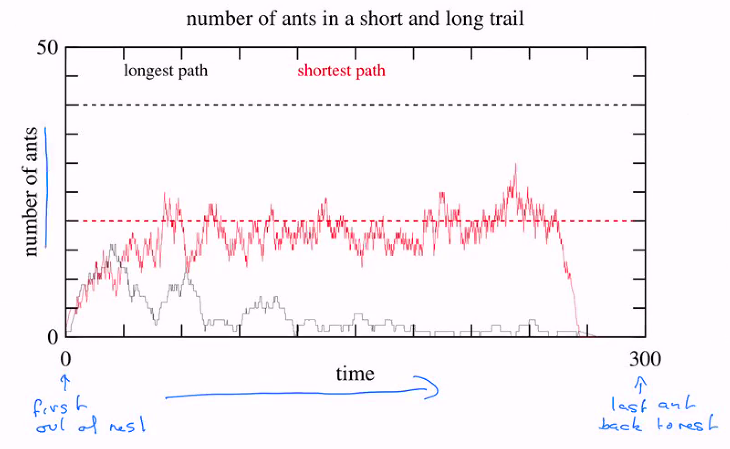 number of ants in a short and long trail
50
longest path
shortest path
number of ants
0
0
300
time
first
out of nest
last ant
back to nest